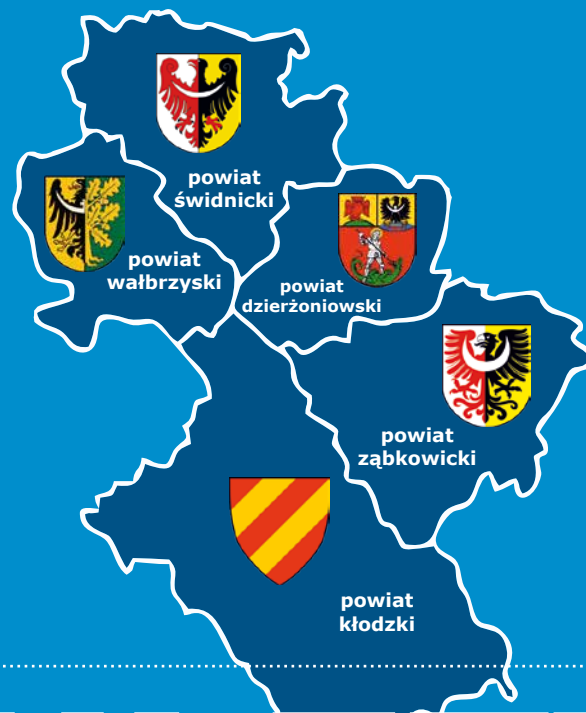 powiat
świdnicki
powiat
wałbrzyski
powiat
dzierżoniowski
powiat
ząbkowicki
powiat
kłodzki